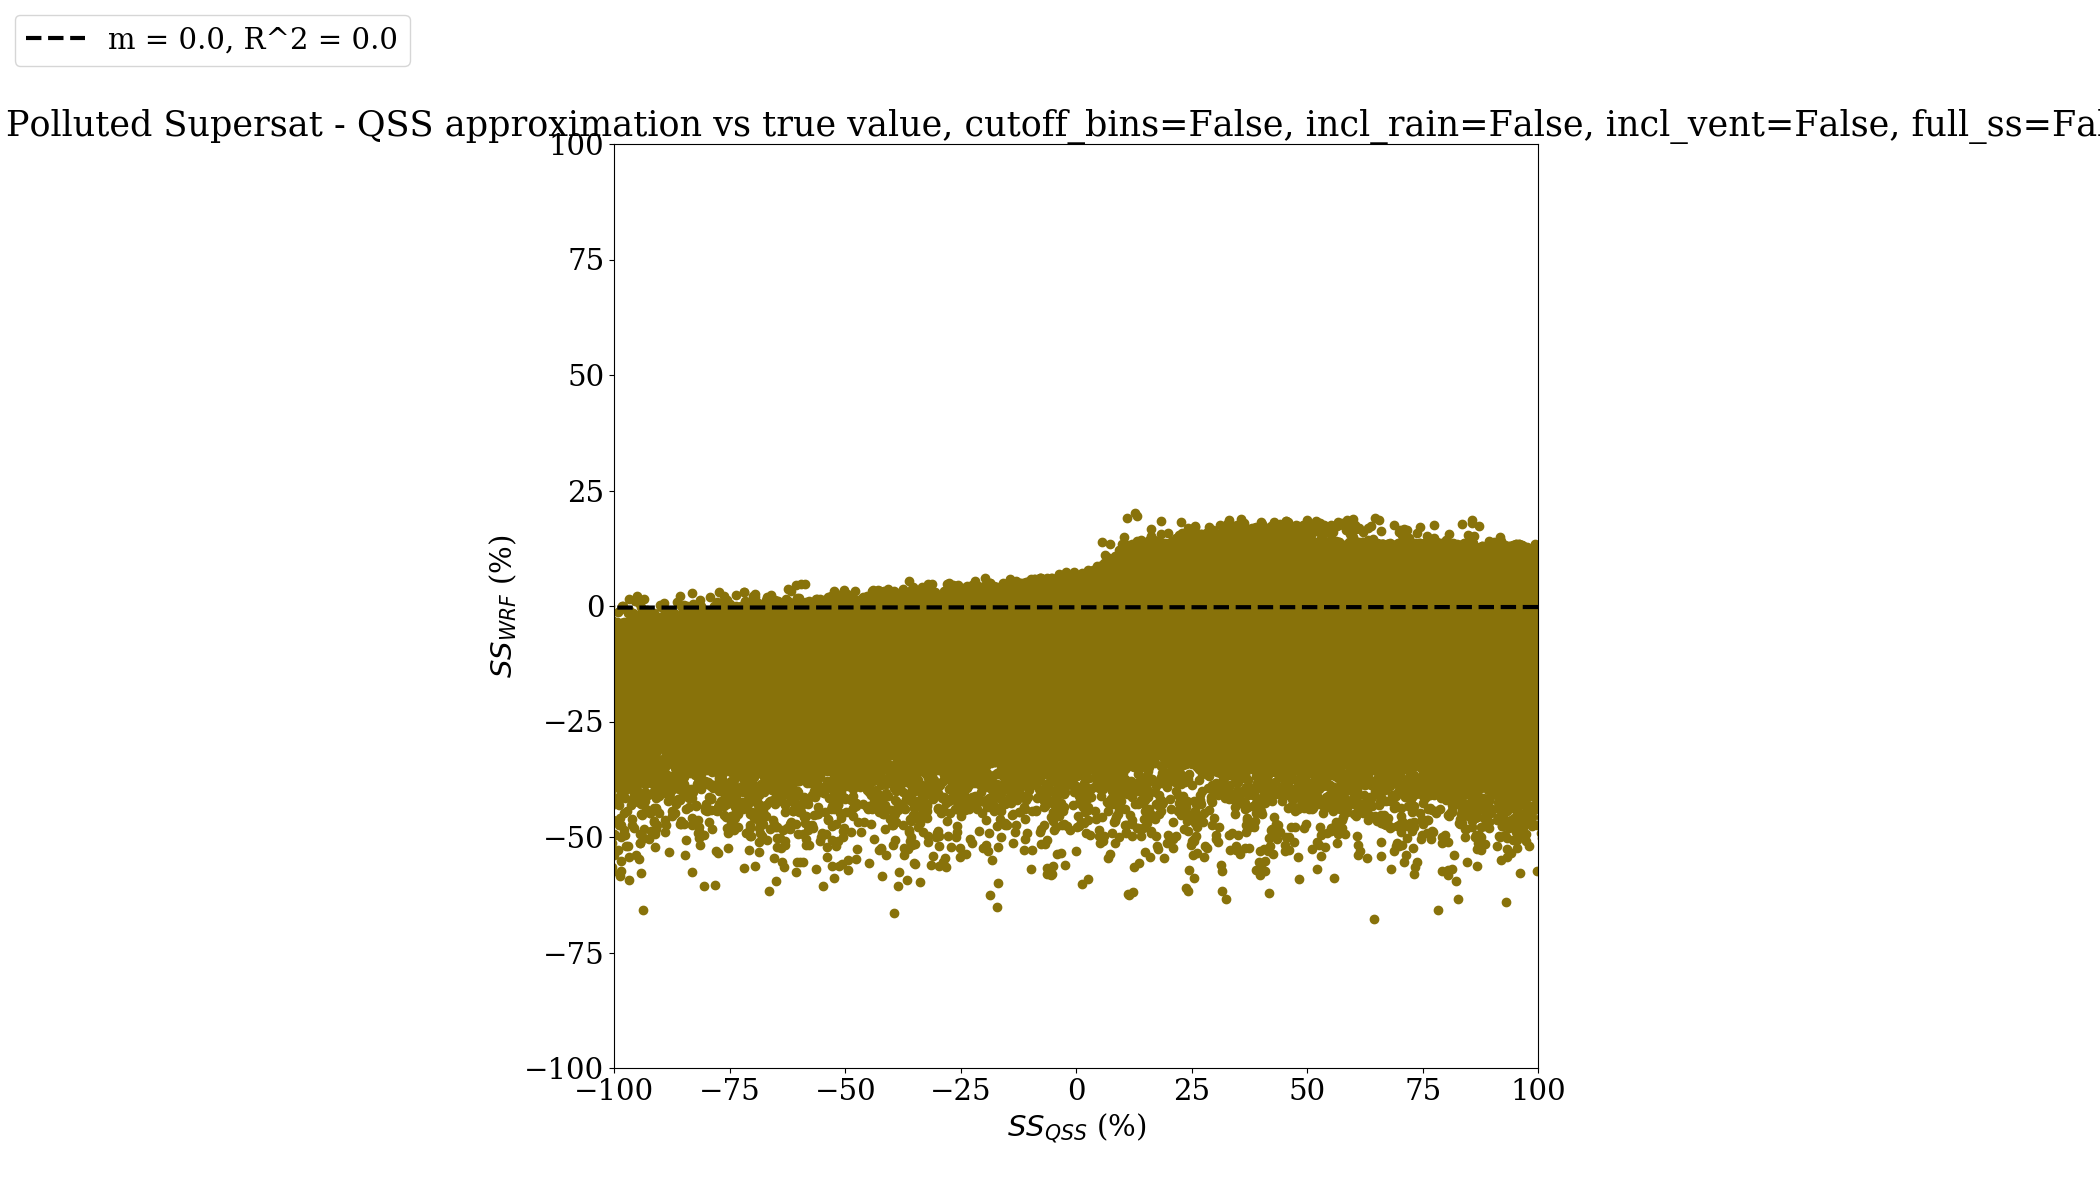 m = 0.0, R^2 = 0.0
Polluted Supersat - QSS approximation vs true value, cutoff_bins=False, incl_rain=False, incl_vent=False, full_ss=Fal
100
75
50
25
0
−25
−50
−75
−100
SS_WRF (%)
−100 −75 −50 −25 0 25 50 75 100
SS_QSS (%)